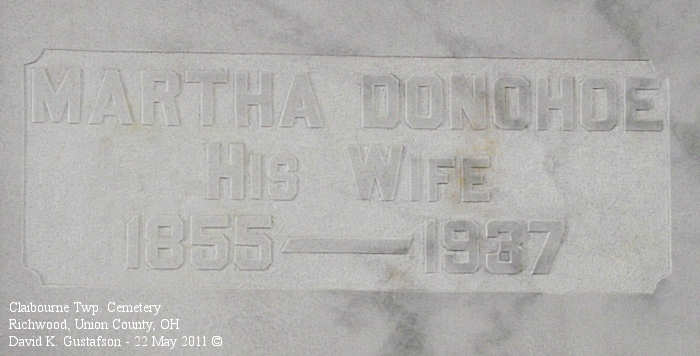 MARTHA DONOHOE
HIS WIFE
1855 — 1937
Claibourne Twp. Cemetery
Richwood, Union County, OH
David K. Gustafson - 22 May 2011 ©